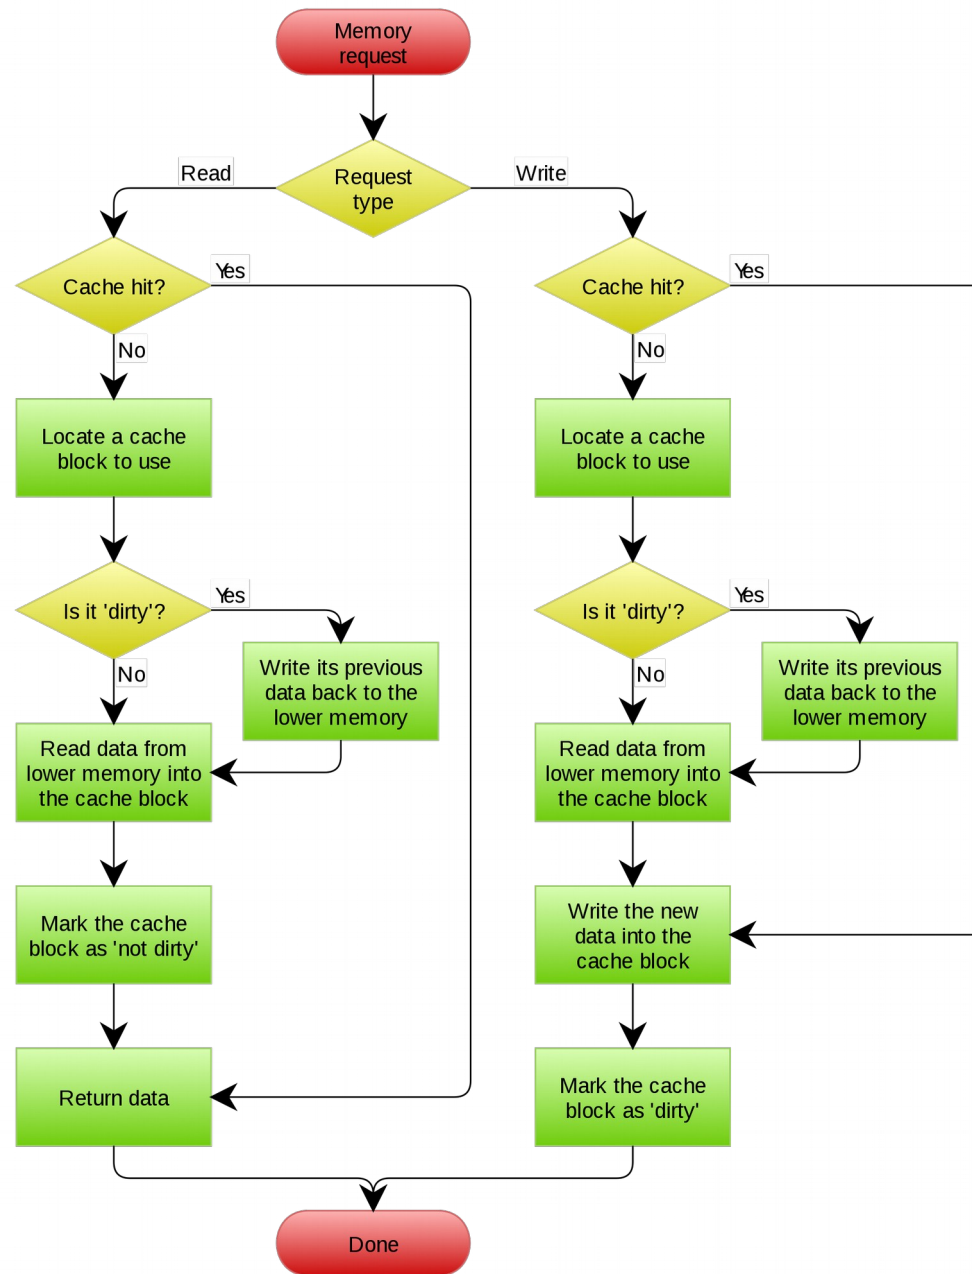 Memory
request
Request
type
Read
Write
Cache hit?
Yes
No
Cache hit?
Yes
No
Locate a cache
block to use
Locate a cache
block to use
Is it 'dirty'?
Yes
No
Is it 'dirty'?
Yes
No
Write its previous
data back to the
lower memory
Write its previous
data back to the
lower memory
Read data from
lower memory into
the cache block
Read data from
lower memory into
the cache block
Mark the cache
block as 'not dirty'
Write the new
data into the
cache block
Return data
Mark the cache
block as 'dirty'
Done